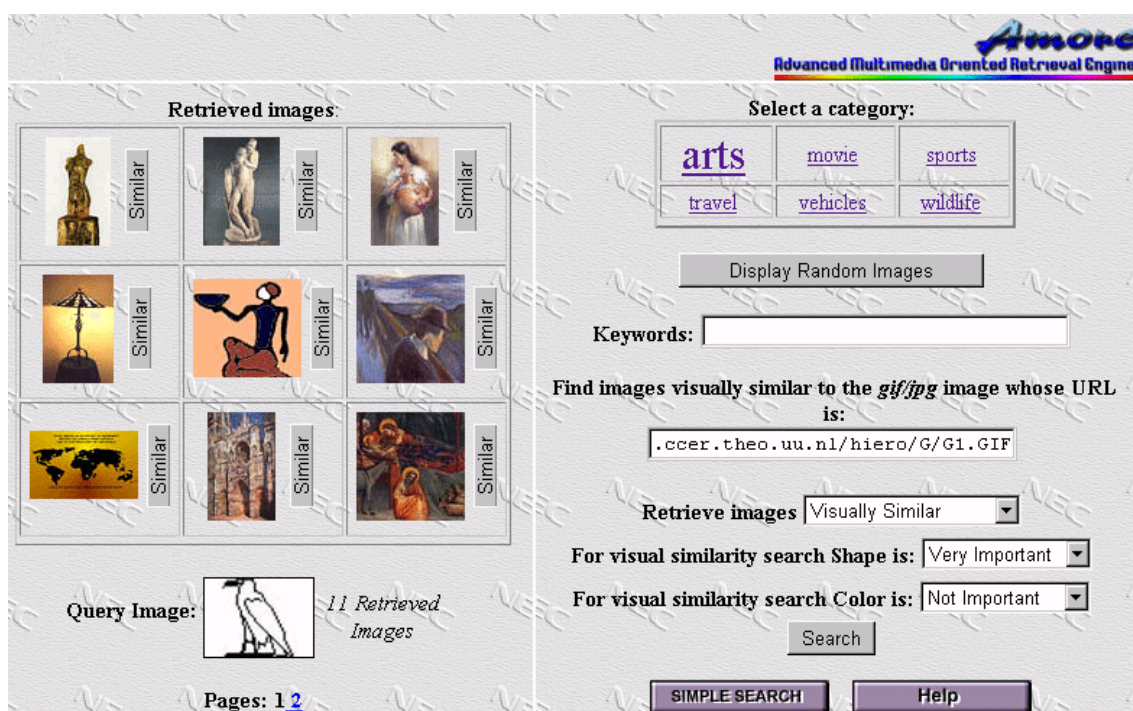 Amore
Advanced Multimedia Oriented Retrieval Engine
Retrieved images:
Similar
Similar
Similar
Similar
Similar
Similar
Similar
Similar
Similar
Query Image:
11 Retrieved
Images
Pages: 1 2
Select a category:
arts movie sports
travel vehicles wildlife
Display Random Images
Keywords:
Find images visually similar to the gif/jpg image whose URL
is:
.ccer.theo.uu.nl/hiero/G/G1.GIF
Retrieve images Visually Similar
For visual similarity search Shape is: Very Important
For visual similarity search Color is: Not Important
Search
SIMPLE SEARCH Help
NEC